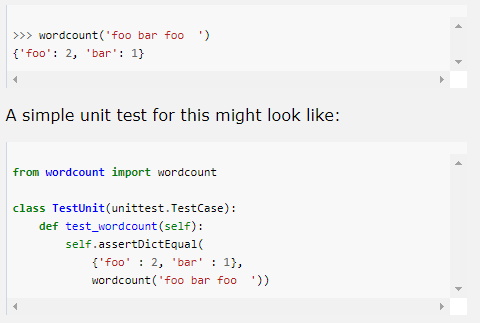 >>> wordcount('foo bar foo  ')
{'foo': 2, 'bar': 1}
A simple unit test for this might look like:
from wordcount import wordcount
class TestUnit(unittest.TestCase):
    def test_wordcount(self):
        self.assertDictEqual(
            {'foo' : 2, 'bar' : 1},
            wordcount('foo bar foo  '))